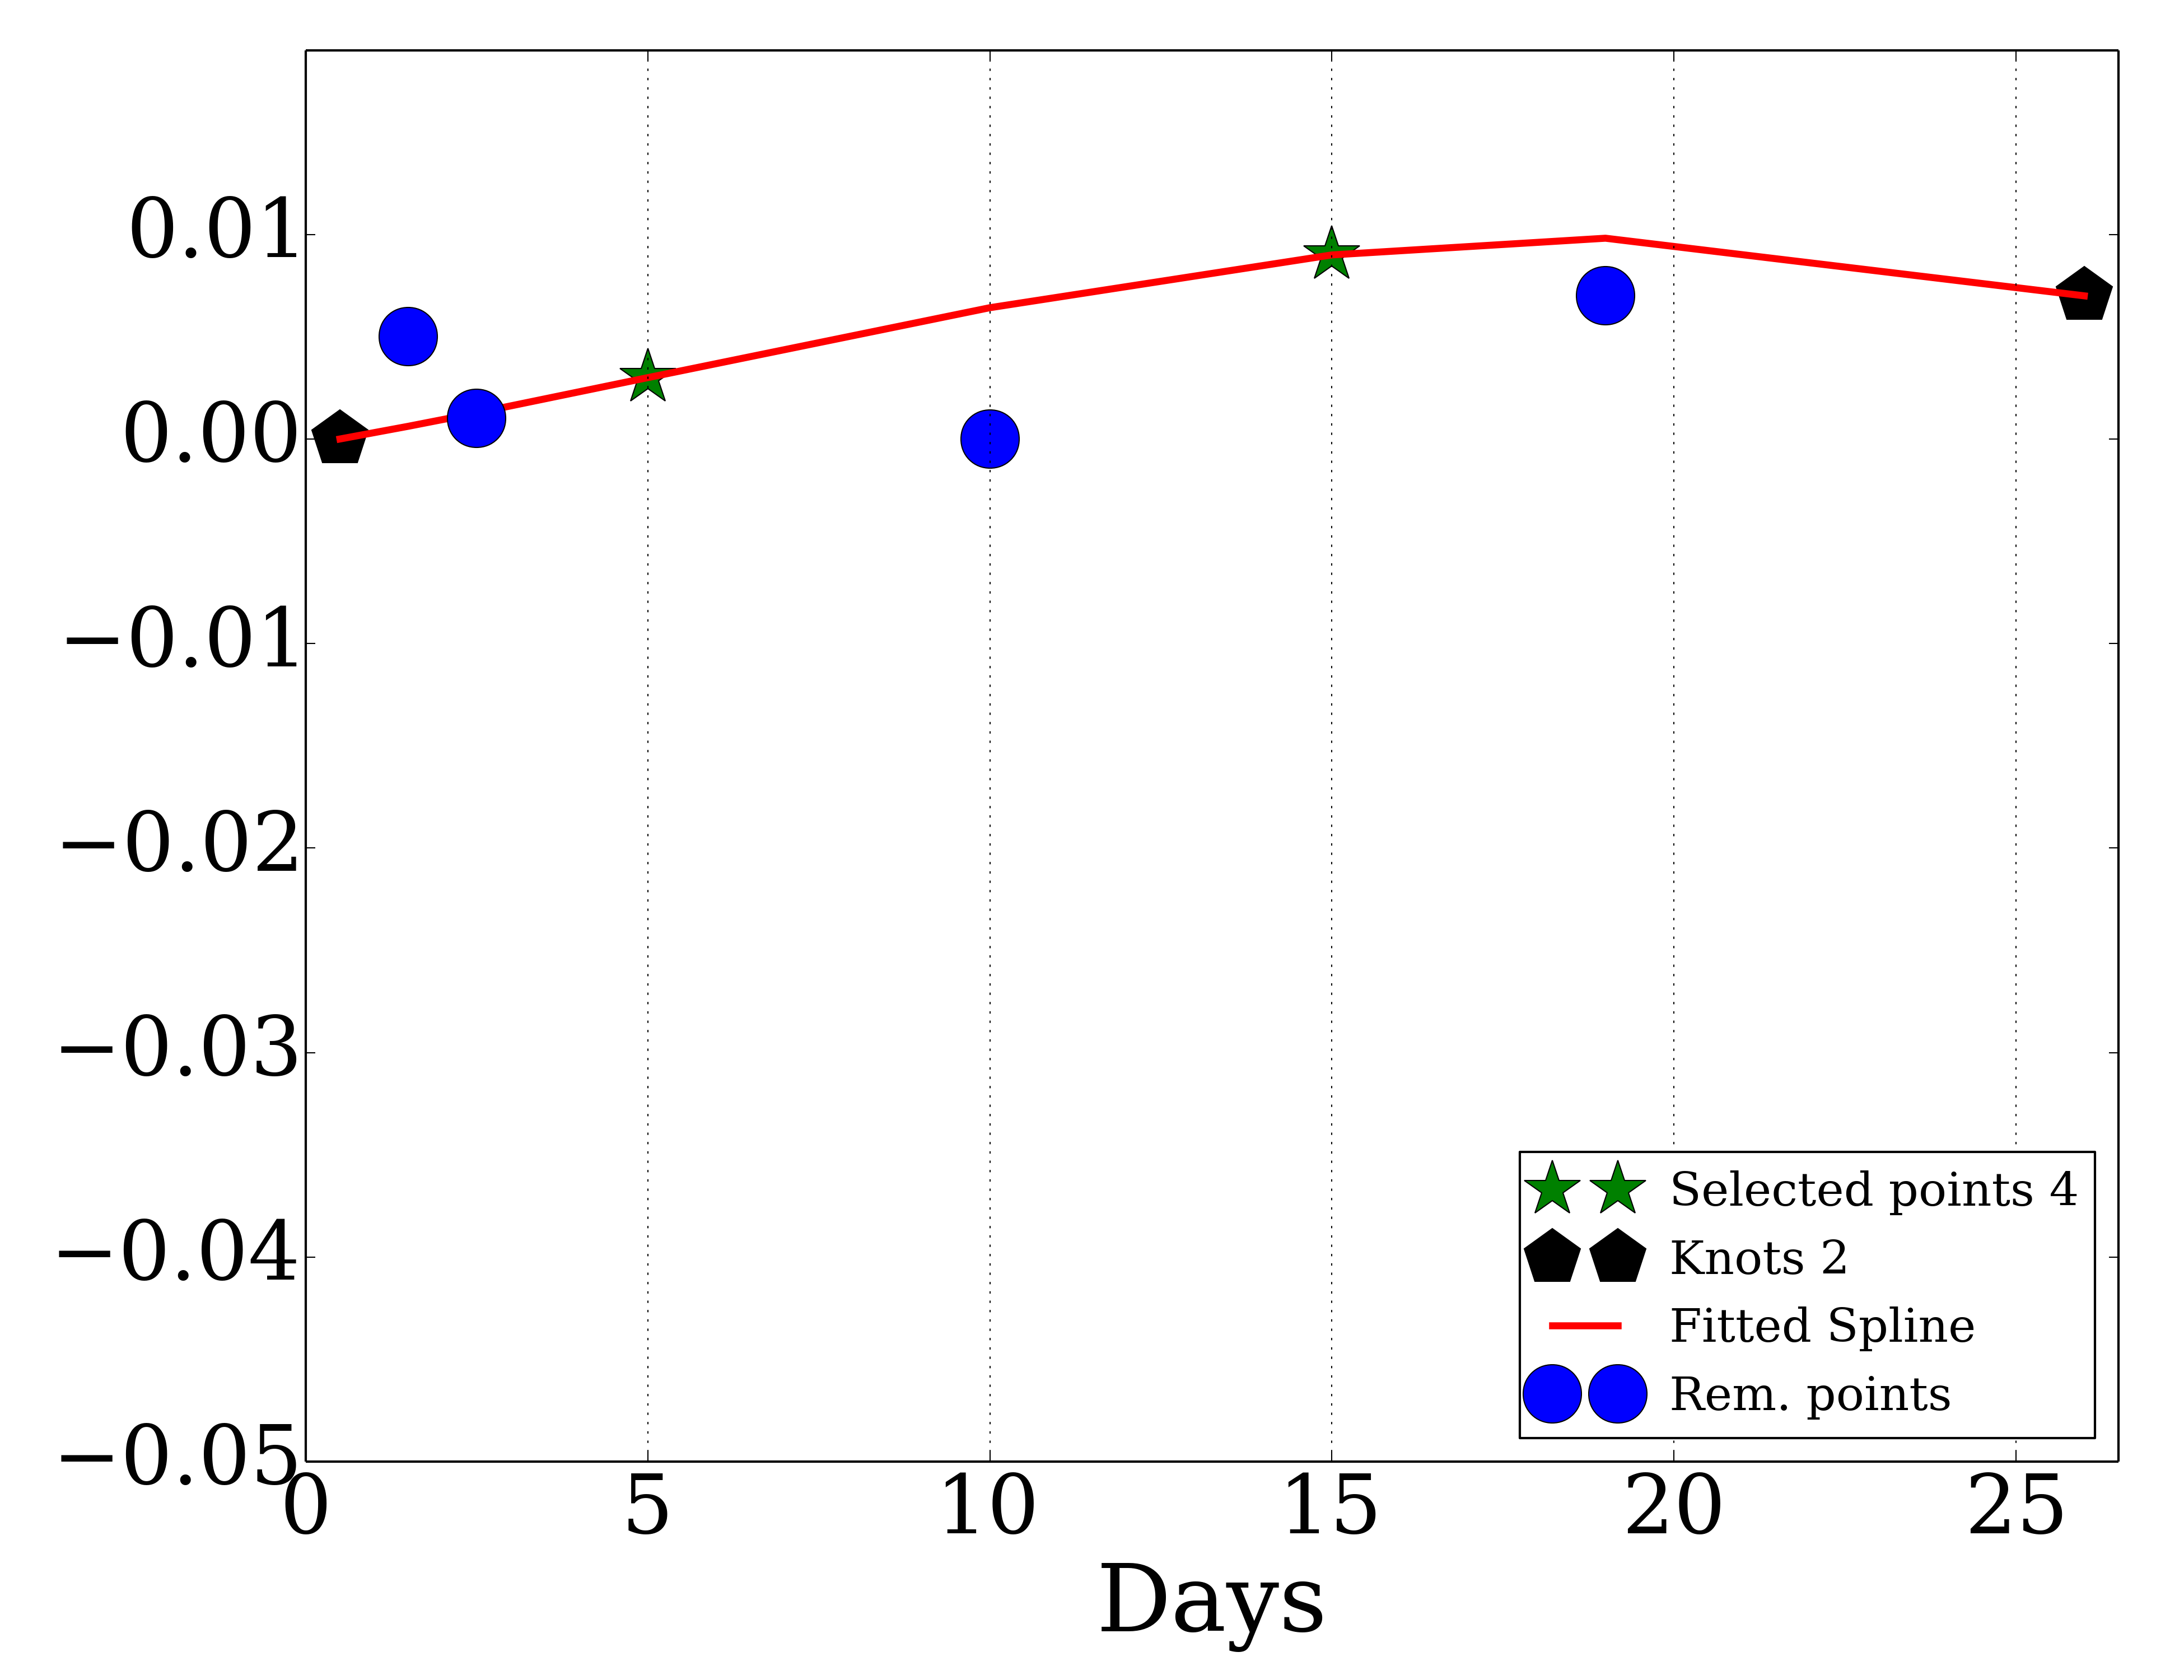 0.01
0.00
−0.01
−0.02
−0.03
−0.04
−0.05
0 5 10 15 20 25
Days
Selected points 4
Knots 2
Fitted Spline
Rem. points